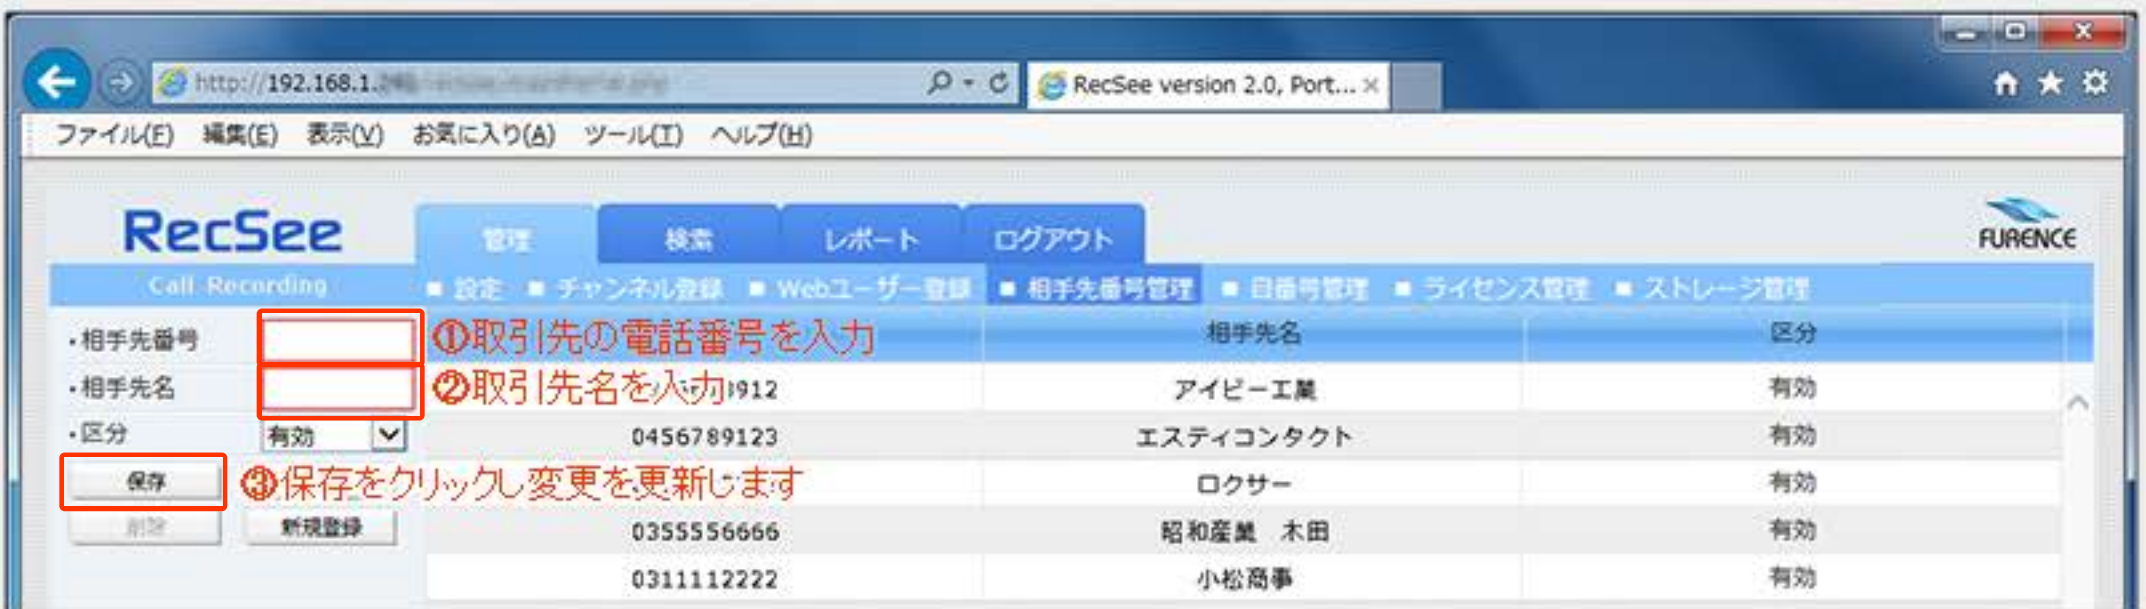 http://192.168.1.
RecSee version 2.0, Port... ×
ファイル(F) 編集(E) 表示(V) お気に入り(A) ツール(T) ヘルプ(H)
RecSee
管理 検索 レポート ログアウト
FURENCE
Call Recording
■ 設定 ■ チャンネル登録 ■ Webユーザー登録 ■ 相手先番号管理 ■ 自番号管理 ■ ライセンス管理 ■ ストレージ管理
・相手先番号 ①取引先の電話番号を入力 相手先名 区分
・相手先名 ②取引先名を入力 912 アイビー工業 有効
・区分 有効 0456789123 エスティコンタクト 有効
保存 ③保存をクリックし変更を更新します ロクサー 有効
削除 新規登録 0355556666 昭和産業 木田 有効
0311112222 小松商事 有効